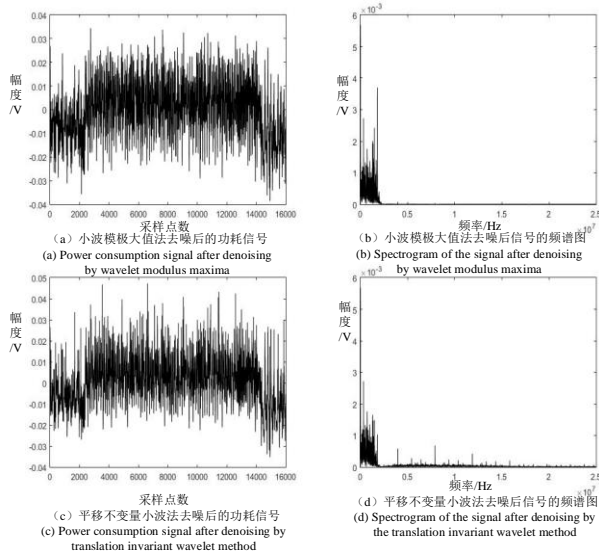 0.04
0.03
0.02
0.01
0
-0.01
-0.02
-0.03
-0.04
幅
度
/V
0 2000 4000 6000 8000 10000 12000 14000 16000
采样点数
（a）小波模极大值法去噪后的功耗信号
(a) Power consumption signal after denoising
by wavelet modulus maxima
6 ×10⁻³
5
4
3
2
1
0
幅
度
/V
0 0.5 1 1.5 2 2.5
×10⁷
频率/Hz
（b）小波模极大值法去噪后信号的频谱图
(b) Spectrogram of the signal after denoising
by wavelet modulus maxima
0.05
0.04
0.03
0.02
0.01
0
-0.01
-0.02
-0.03
-0.04
幅
度
/V
0 2000 4000 6000 8000 10000 12000 14000 16000
采样点数
（c）平移不变量小波法去噪后的功耗信号
(c) Power consumption signal after denoising by
translation invariant wavelet method
6 ×10⁻³
5
4
3
2
1
0
幅
度
/V
0 0.5 1 1.5 2 2.5
×10⁷
频率/Hz
（d）平移不变量小波法去噪后信号的频谱图
(d) Spectrogram of the signal after denoising by
the translation invariant wavelet method